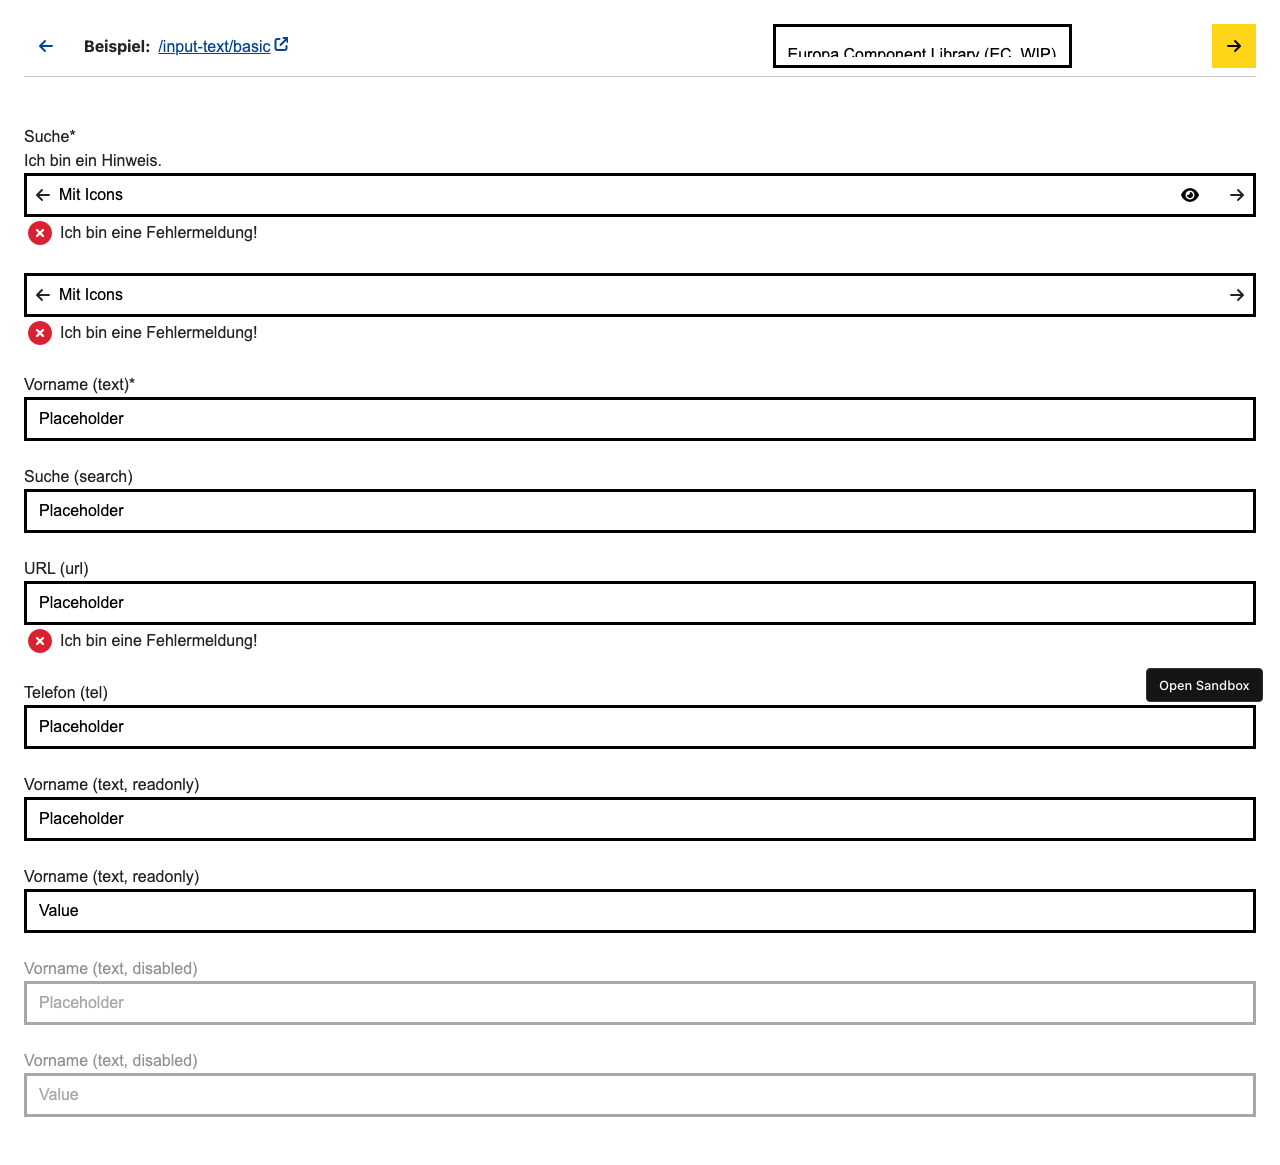 Beispiel: /input-text/basic
Europa Component Library (EC, WIP)
Suche*
Ich bin ein Hinweis.
Mit Icons
Ich bin eine Fehlermeldung!
Mit Icons
Ich bin eine Fehlermeldung!
Vorname (text)*
Placeholder
Suche (search)
Placeholder
URL (url)
Placeholder
Ich bin eine Fehlermeldung!
Telefon (tel)
Open Sandbox
Placeholder
Vorname (text, readonly)
Placeholder
Vorname (text, readonly)
Value
Vorname (text, disabled)
Placeholder
Vorname (text, disabled)
Value